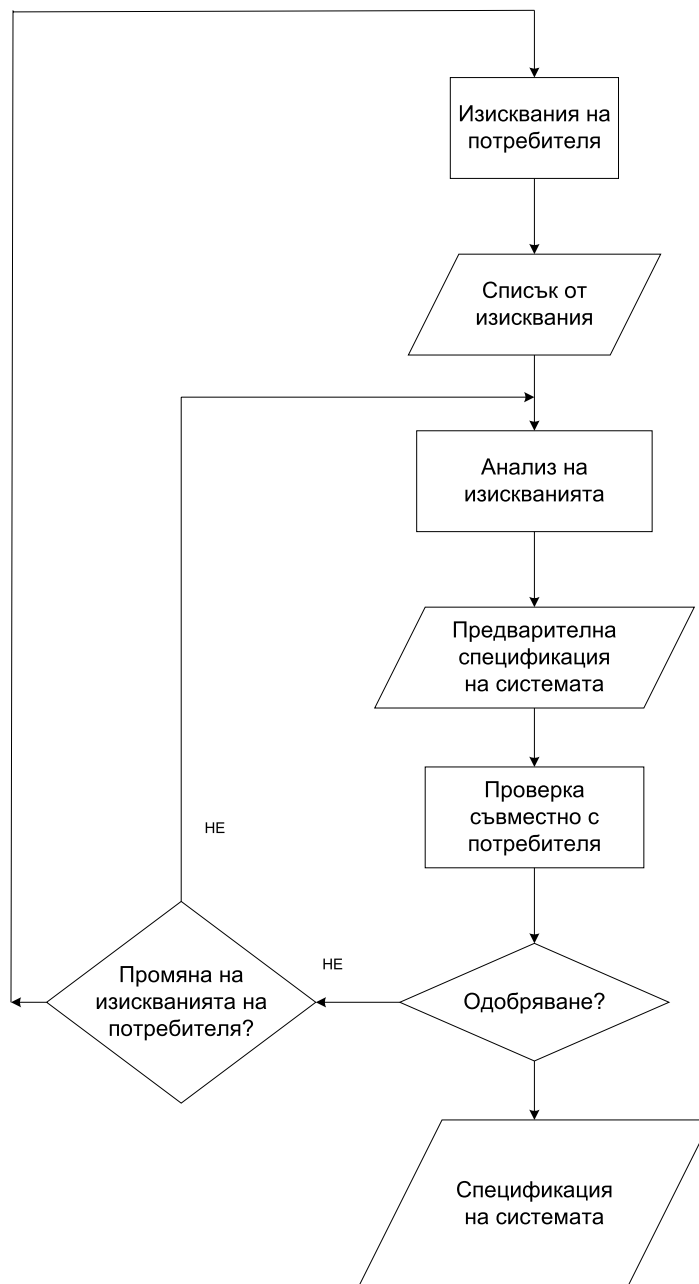 Изисквания на
потребителя
Списък от
изисквания
Анализ на
изискванията
Предварителна
спецификация
на системата
Проверка
съвместно с
потребителя
НЕ
НЕ
Промяна на
изискванията на
потребителя?
Одобряване?
Спецификация
на системата